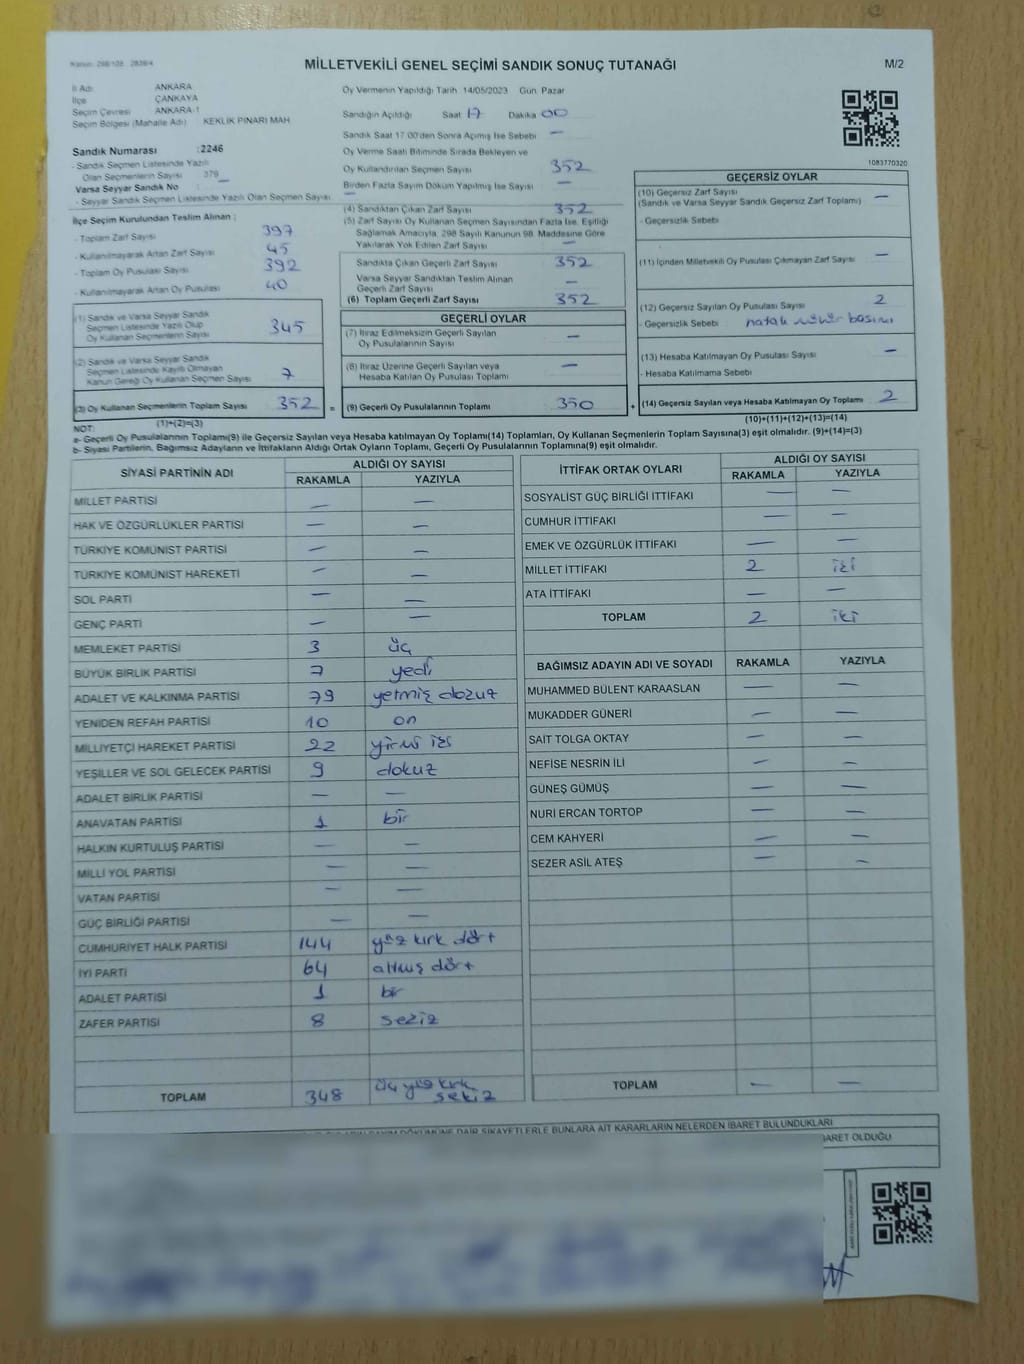 Kanun: 298/105 2839/4
MİLLETVEKİLİ GENEL SEÇİMİ SANDIK SONUÇ TUTANAĞI
M/2
İl Adı ANKARA
İlçe ÇANKAYA
Seçim Çevresi ANKARA-1
Seçim Bölgesi (Mahalle Adı) KEKLİK PINARI MAH
Sandık Numarası :2246
- Sandık Seçmen Listesinde Yazılı
Olan Seçmenlerin Sayısı 379
Varsa Seyyar Sandık No
- Seyyar Sandık Seçmen Listesinde Yazılı Olan Seçmen Sayısı —
İlçe Seçim Kurulundan Teslim Alınan :
- Toplam Zarf Sayısı 397
- Kullanılmayarak Artan Zarf Sayısı 45
- Toplam Oy Pusulası Sayısı 392
- Kullanılmayarak Artan Oy Pusulası 40
(1) Sandık ve Varsa Seyyar Sandık
Seçmen Listesinde Yazılı Olup
Oy Kullanan Seçmenlerin Sayısı 345
(2) Sandık ve Varsa Seyyar Sandık
Seçmen Listesinde Kayıtlı Olmayan
Kanun Gereği Oy Kullanan Seçmen Sayısı 7
(3) Oy Kullanan Seçmenlerin Toplam Sayısı 352 =
(1)+(2)=(3)
Oy Vermenin Yapıldığı Tarih 14/05/2023 Gün Pazar
Sandığın Açıldığı Saat 17 Dakika 00
Sandık Saat 17:00'den Sonra Açılmış İse Sebebi —
Oy Verme Saati Bitiminde Sırada Bekleyen ve
Oy Kullandırılan Seçmen Sayısı 352
Birden Fazla Sayım Döküm Yapılmış İse Sayısı —
(4) Sandıktan Çıkan Zarf Sayısı 352
(5) Zarf Sayısı Oy Kullanan Seçmen Sayısından Fazla İse, Eşitliği
Sağlamak Amacıyla, 298 Sayılı Kanunun 98. Maddesine Göre
Yakılarak Yok Edilen Zarf Sayısı —
Sandıkta Çıkan Geçerli Zarf Sayısı 352
Varsa Seyyar Sandıktan Teslim Alınan
Geçerli Zarf Sayısı —
(6) Toplam Geçerli Zarf Sayısı 352
GEÇERLİ OYLAR
(7) İtiraz Edilmeksizin Geçerli Sayılan
Oy Pusulalarının Sayısı —
(8) İtiraz Üzerine Geçerli Sayılan veya
Hesaba Katılan Oy Pusulası Toplamı —
(9) Geçerli Oy Pusulalarının Toplamı 350 +
1083770320
GEÇERSİZ OYLAR
(10) Geçersiz Zarf Sayısı —
(Sandık ve Varsa Seyyar Sandık Geçersiz Zarf Toplamı)
- Geçersizlik Sebebi
(11) İçinden Milletvekili Oy Pusulası Çıkmayan Zarf Sayısı —
(12) Geçersiz Sayılan Oy Pusulası Sayısı 2
- Geçersizlik Sebebi hatalı mühür basımı
(13) Hesaba Katılmayan Oy Pusulası Sayısı —
- Hesaba Katılmama Sebebi
(14) Geçersiz Sayılan veya Hesaba Katılmayan Oy Toplamı 2
(10)+(11)+(12)+(13)=(14)
NOT:
a- Geçerli Oy Pusulalarının Toplamı(9) ile Geçersiz Sayılan veya Hesaba katılmayan Oy Toplamı(14) Toplamları, Oy Kullanan Seçmenlerin Toplam Sayısına(3) eşit olmalıdır. (9)+(14)=(3)
b- Siyasi Partilerin, Bağımsız Adayların ve İttifakların Aldığı Ortak Oyların Toplamı, Geçerli Oy Pusulalarının Toplamına(9) eşit olmalıdır.
SİYASİ PARTİNİN ADI ALDIĞI OY SAYISI
RAKAMLA YAZIYLA
MİLLET PARTİSİ — —
HAK VE ÖZGÜRLÜKLER PARTİSİ — —
TÜRKİYE KOMÜNİST PARTİSİ — —
TÜRKİYE KOMÜNİST HAREKETİ — —
SOL PARTİ — —
GENÇ PARTİ — —
MEMLEKET PARTİSİ 3 üç
BÜYÜK BİRLİK PARTİSİ 7 yedi
ADALET VE KALKINMA PARTİSİ 79 yetmiş dokuz
YENİDEN REFAH PARTİSİ 10 on
MİLLİYETÇİ HAREKET PARTİSİ 22 yirmi iki
YEŞİLLER VE SOL GELECEK PARTİSİ 9 dokuz
ADALET BİRLİK PARTİSİ — —
ANAVATAN PARTİSİ 1 bir
HALKIN KURTULUŞ PARTİSİ — —
MİLLİ YOL PARTİSİ — —
VATAN PARTİSİ — —
GÜÇ BİRLİĞİ PARTİSİ — —
CUMHURİYET HALK PARTİSİ 144 yüz kırk dört
İYİ PARTİ 64 altmış dört
ADALET PARTİSİ 1 bir
ZAFER PARTİSİ 8 sekiz
TOPLAM 348 üç yüz kırk
sekiz
İTTİFAK ORTAK OYLARI ALDIĞI OY SAYISI
RAKAMLA YAZIYLA
SOSYALİST GÜÇ BİRLİĞİ İTTİFAKI — —
CUMHUR İTTİFAKI — —
EMEK VE ÖZGÜRLÜK İTTİFAKI — —
MİLLET İTTİFAKI 2 iki
ATA İTTİFAKI — —
TOPLAM 2 iki
BAĞIMSIZ ADAYIN ADI VE SOYADI RAKAMLA YAZIYLA
MUHAMMED BÜLENT KARAASLAN — —
MUKADDER GÜNERİ — —
SAİT TOLGA OKTAY — —
NEFİSE NESRİN İLİ — —
GÜNEŞ GÜMÜŞ — —
NURİ ERCAN TORTOP — —
CEM KAHYERİ — —
SEZER ASİL ATEŞ — —
TOPLAM — —
SAYIM DÖKÜMÜNE DAİR ŞİKAYETLERLE BUNLARA AİT KARARLARIN NELERDEN İBARET BULUNDUKLARI
İBARET OLDUĞU